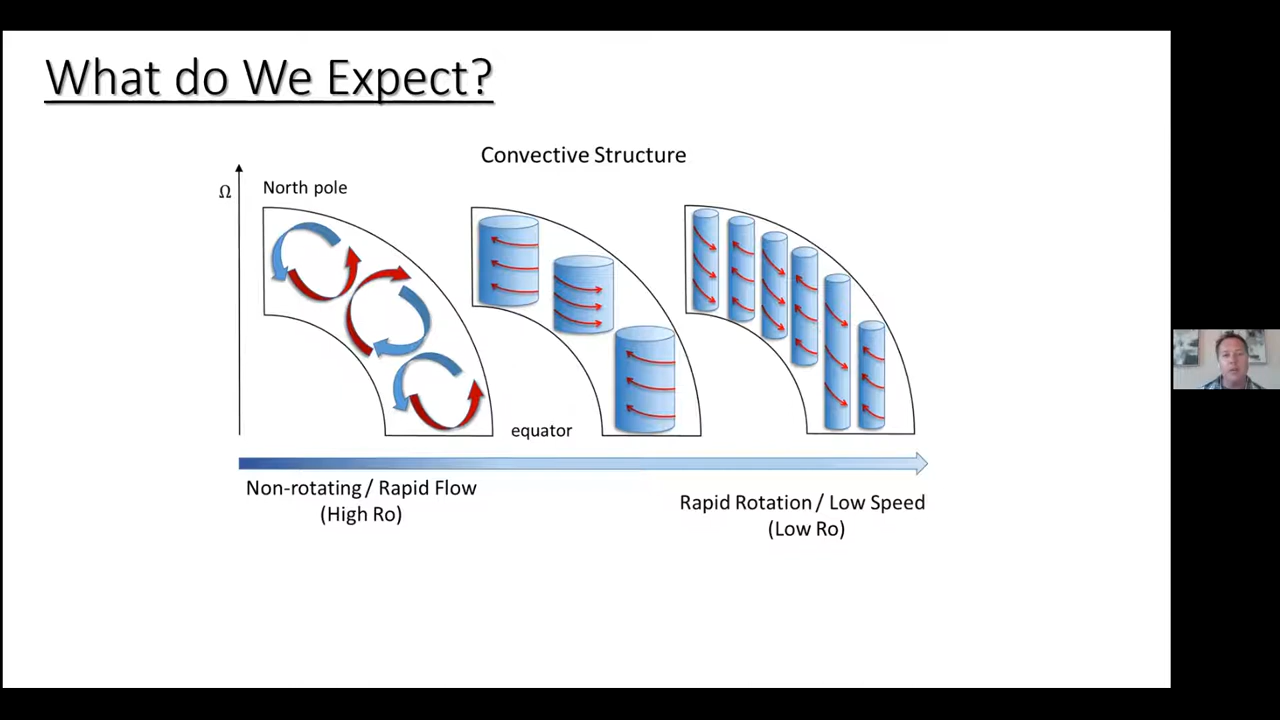 What do We Expect?
Convective Structure
Ω
North pole
equator
Non-rotating / Rapid Flow
(High Ro)
Rapid Rotation / Low Speed
(Low Ro)